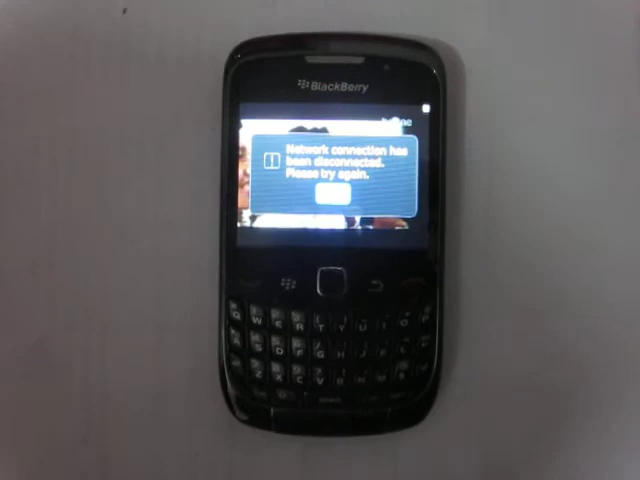 BlackBerry
Network connection has
been disconnected.
Please try again.
Q W E R T Y U I O P
A S D F G H J K L
Z X C V B N M